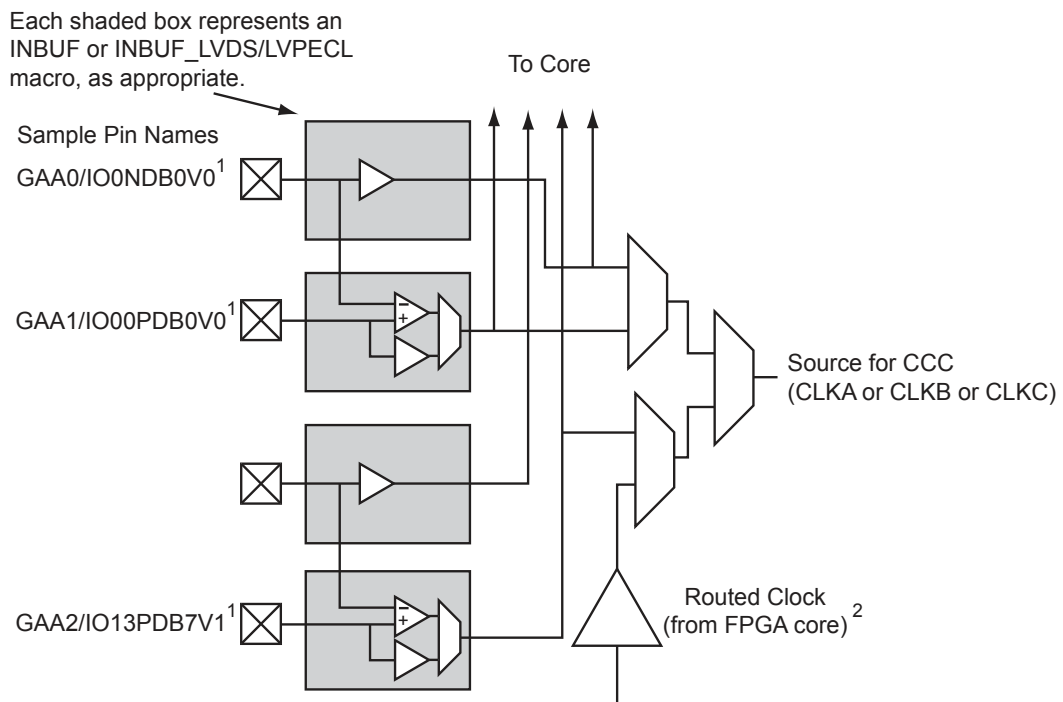 Each shaded box represents an
INBUF or INBUF_LVDS/LVPECL
macro, as appropriate.
To Core
Sample Pin Names
GAA0/IO0NDB0V0¹
GAA1/IO00PDB0V0¹
− +
Source for CCC
(CLKA or CLKB or CLKC)
GAA2/IO13PDB7V1¹
− +
Routed Clock
(from FPGA core) ²